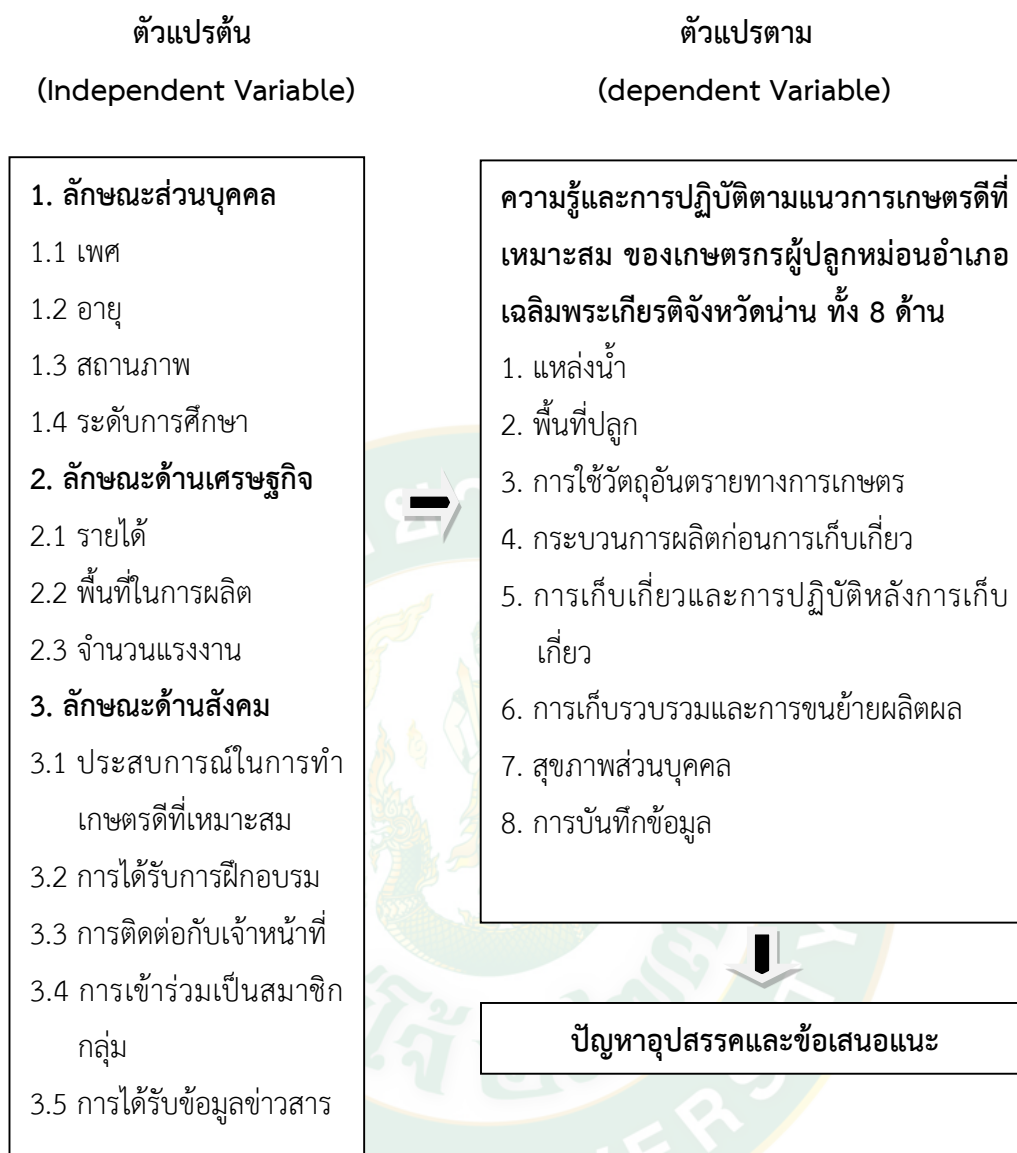 ตัวแปรต้น
(Independent Variable)
ตัวแปรตาม
(dependent Variable)
1. ลักษณะส่วนบุคคล
1.1 เพศ
1.2 อายุ
1.3 สถานภาพ
1.4 ระดับการศึกษา
2. ลักษณะด้านเศรษฐกิจ
2.1 รายได้
2.2 พื้นที่ในการผลิต
2.3 จำนวนแรงงาน
3. ลักษณะด้านสังคม
3.1 ประสบการณ์ในการทำ
เกษตรดีที่เหมาะสม
3.2 การได้รับการฝึกอบรม
3.3 การติดต่อกับเจ้าหน้าที่
3.4 การเข้าร่วมเป็นสมาชิก
กลุ่ม
3.5 การได้รับข้อมูลข่าวสาร
ความรู้และการปฏิบัติตามแนวการเกษตรดีที่
เหมาะสม ของเกษตรกรผู้ปลูกหม่อนอำเภอ
เฉลิมพระเกียรติจังหวัดน่าน ทั้ง 8 ด้าน
1. แหล่งน้ำ
2. พื้นที่ปลูก
3. การใช้วัตถุอันตรายทางการเกษตร
4. กระบวนการผลิตก่อนการเก็บเกี่ยว
5. การเก็บเกี่ยวและการปฏิบัติหลังการเก็บ
เกี่ยว
6. การเก็บรวบรวมและการขนย้ายผลิตผล
7. สุขภาพส่วนบุคคล
8. การบันทึกข้อมูล
ปัญหาอุปสรรคและข้อเสนอแนะ